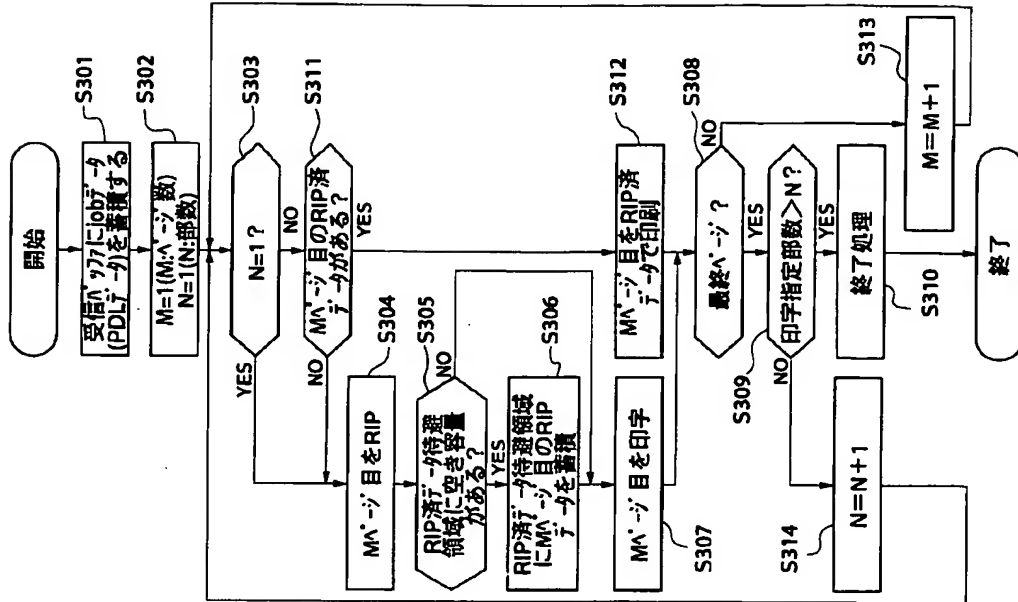 開始
受信バッファにjobデータ
(PDLデータ)を蓄積する
S301
M=1(M:ページ数)
N=1(N:部数)
S302
N=1?
S303
YES
NO
Mページ目のRIP済
データがある?
S311
NO
YES
Mページ目をRIP
S304
RIP済データ待避
領域に空き容量
がある?
S305
NO
YES
RIP済データ待避領域
にMページ目のRIP
データを蓄積
S306
Mページ目を印字
S307
Mページ目をRIP済
データで印刷
S312
最終ページ?
S308
NO
YES
M=M+1
S313
印字指定部数>N?
S309
NO
YES
N=N+1
S314
終了処理
S310
終了